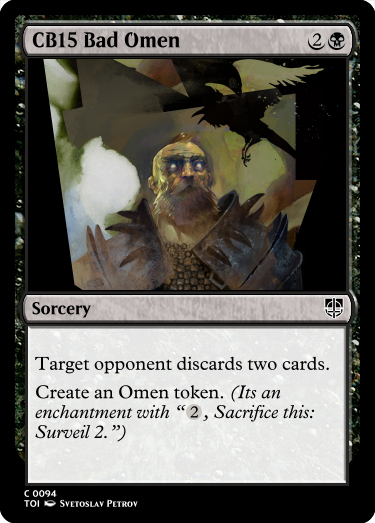 CB15 Bad Omen 2
Sorcery
Target opponent discards two cards.
Create an Omen token. (Its an
enchantment with “2, Sacrifice this:
Surveil 2.”)
C 0094
TOI Svetoslav Petrov